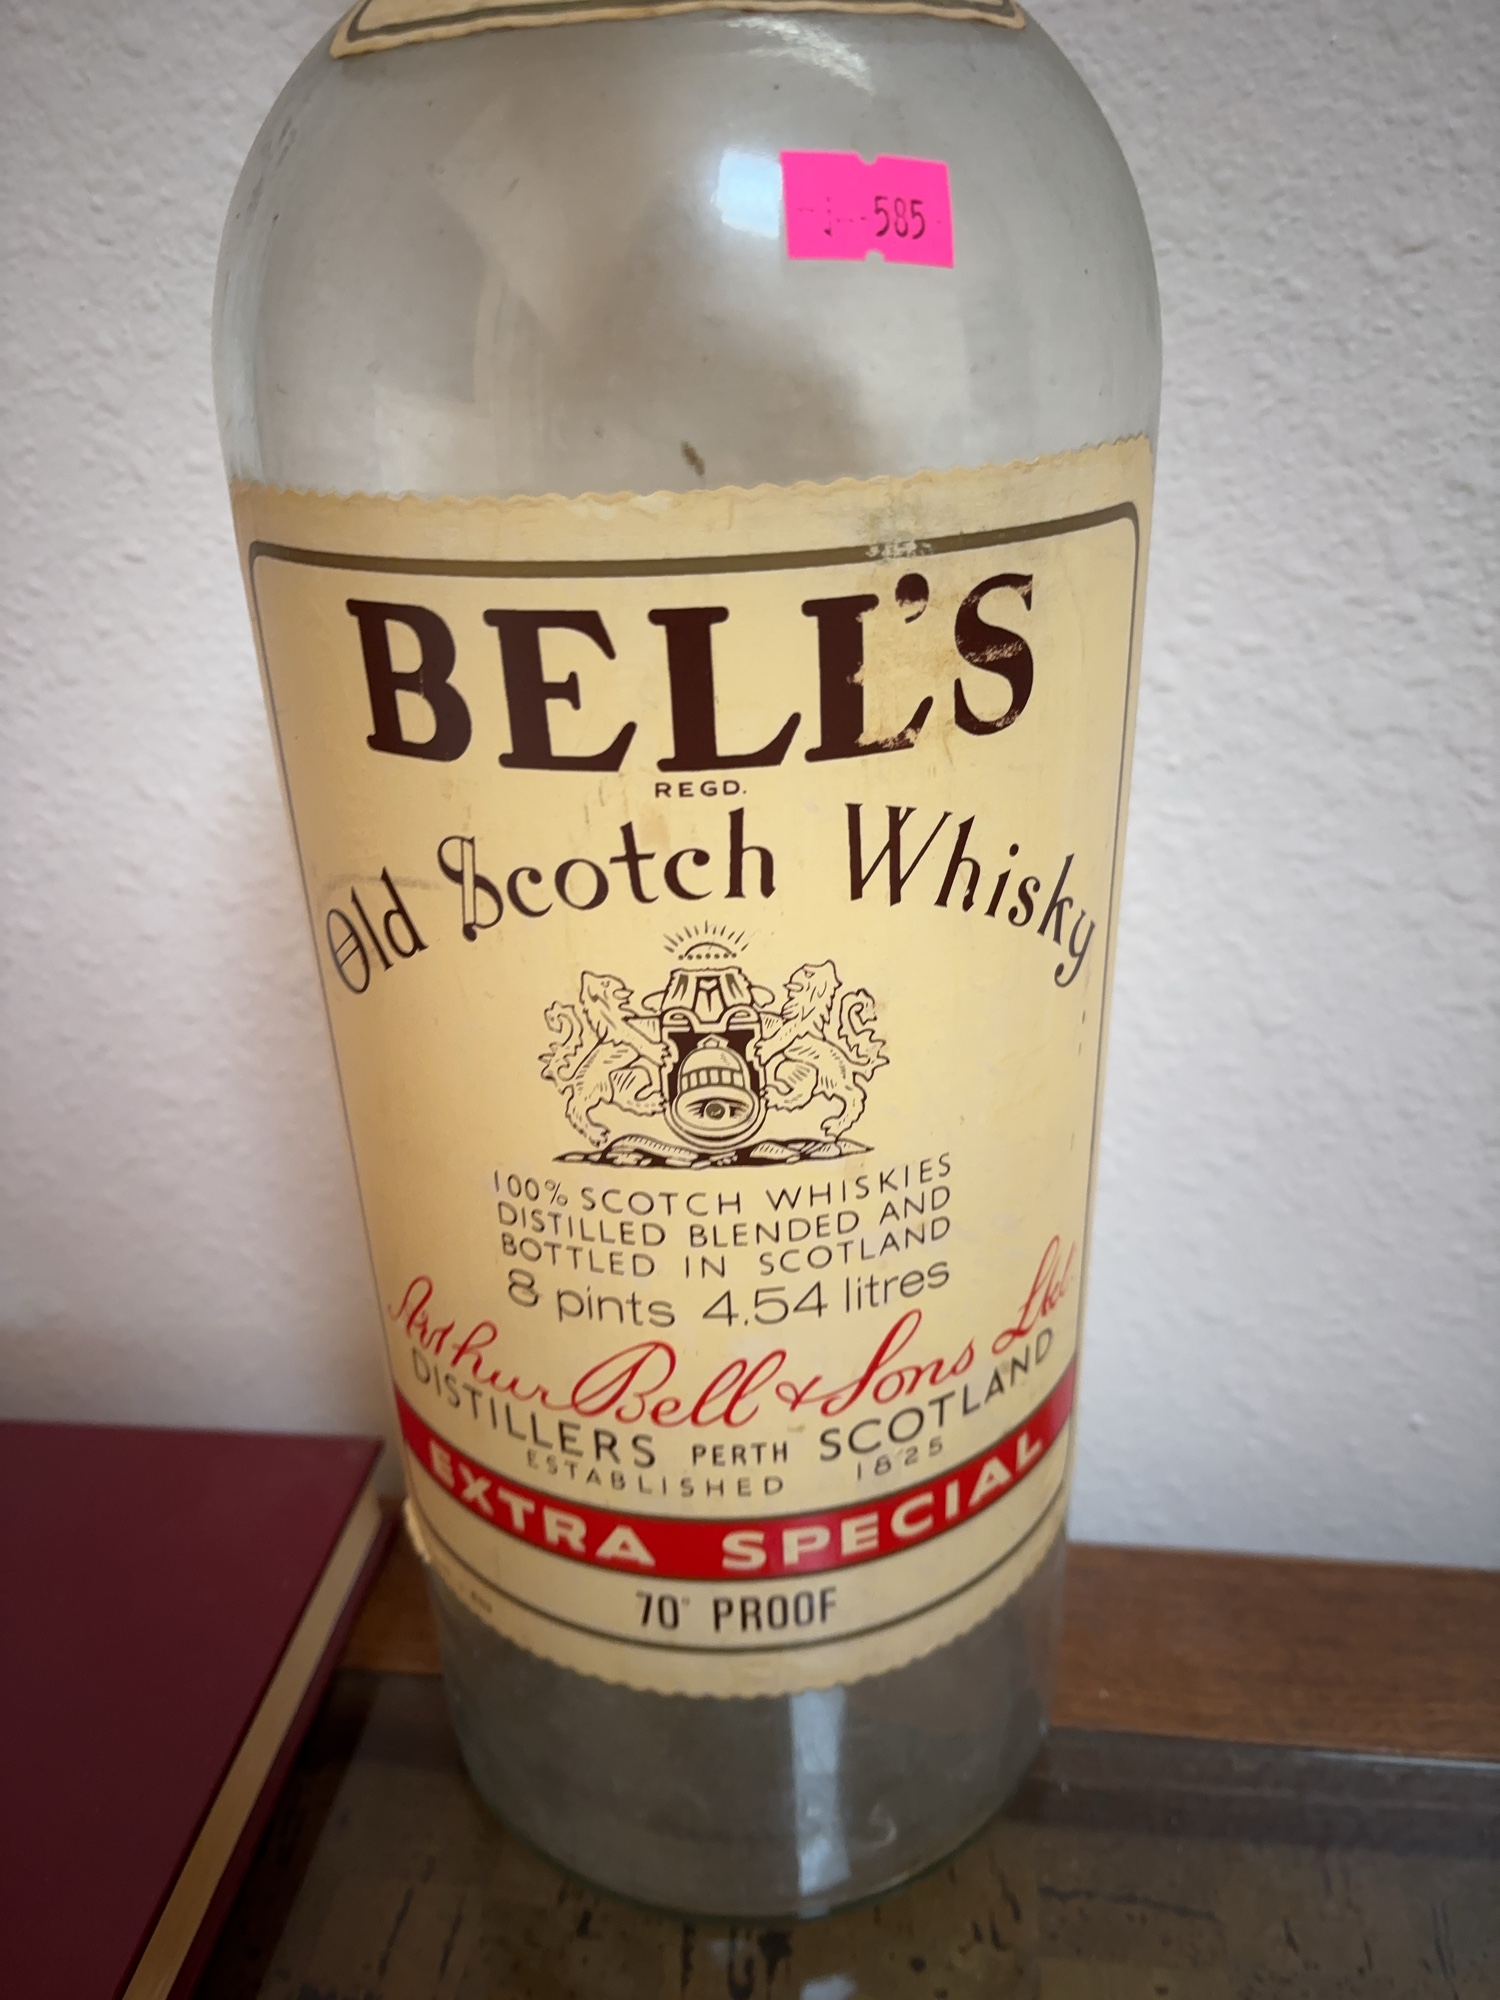 585
BELL'S
REGD.
Old Scotch Whisky
100% SCOTCH WHISKIES
DISTILLED BLENDED AND
BOTTLED IN SCOTLAND
8 pints 4.54 litres
Arthur Bell & Sons Ltd.
DISTILLERS PERTH SCOTLAND
ESTABLISHED 1825
EXTRA SPECIAL
70° PROOF